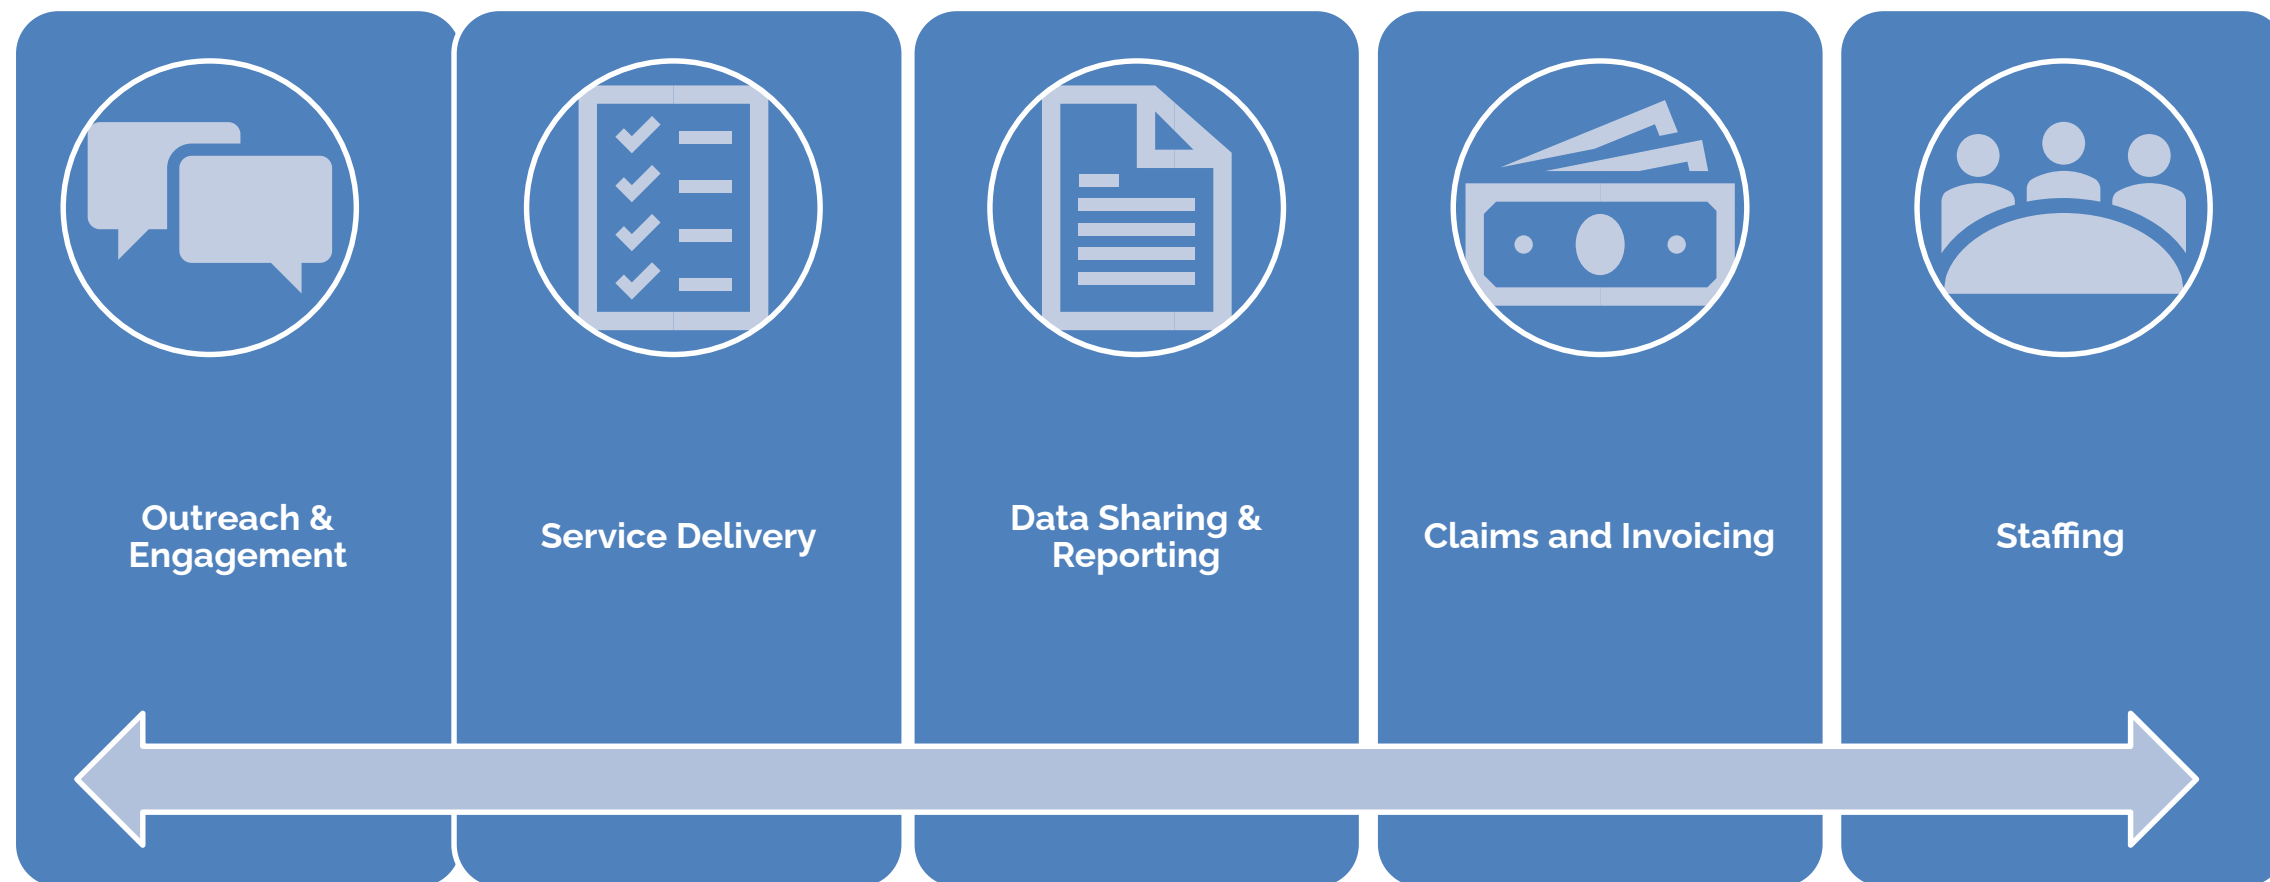 Outreach &
Engagement
Service Delivery
Data Sharing &
Reporting
Claims and Invoicing
Staffing